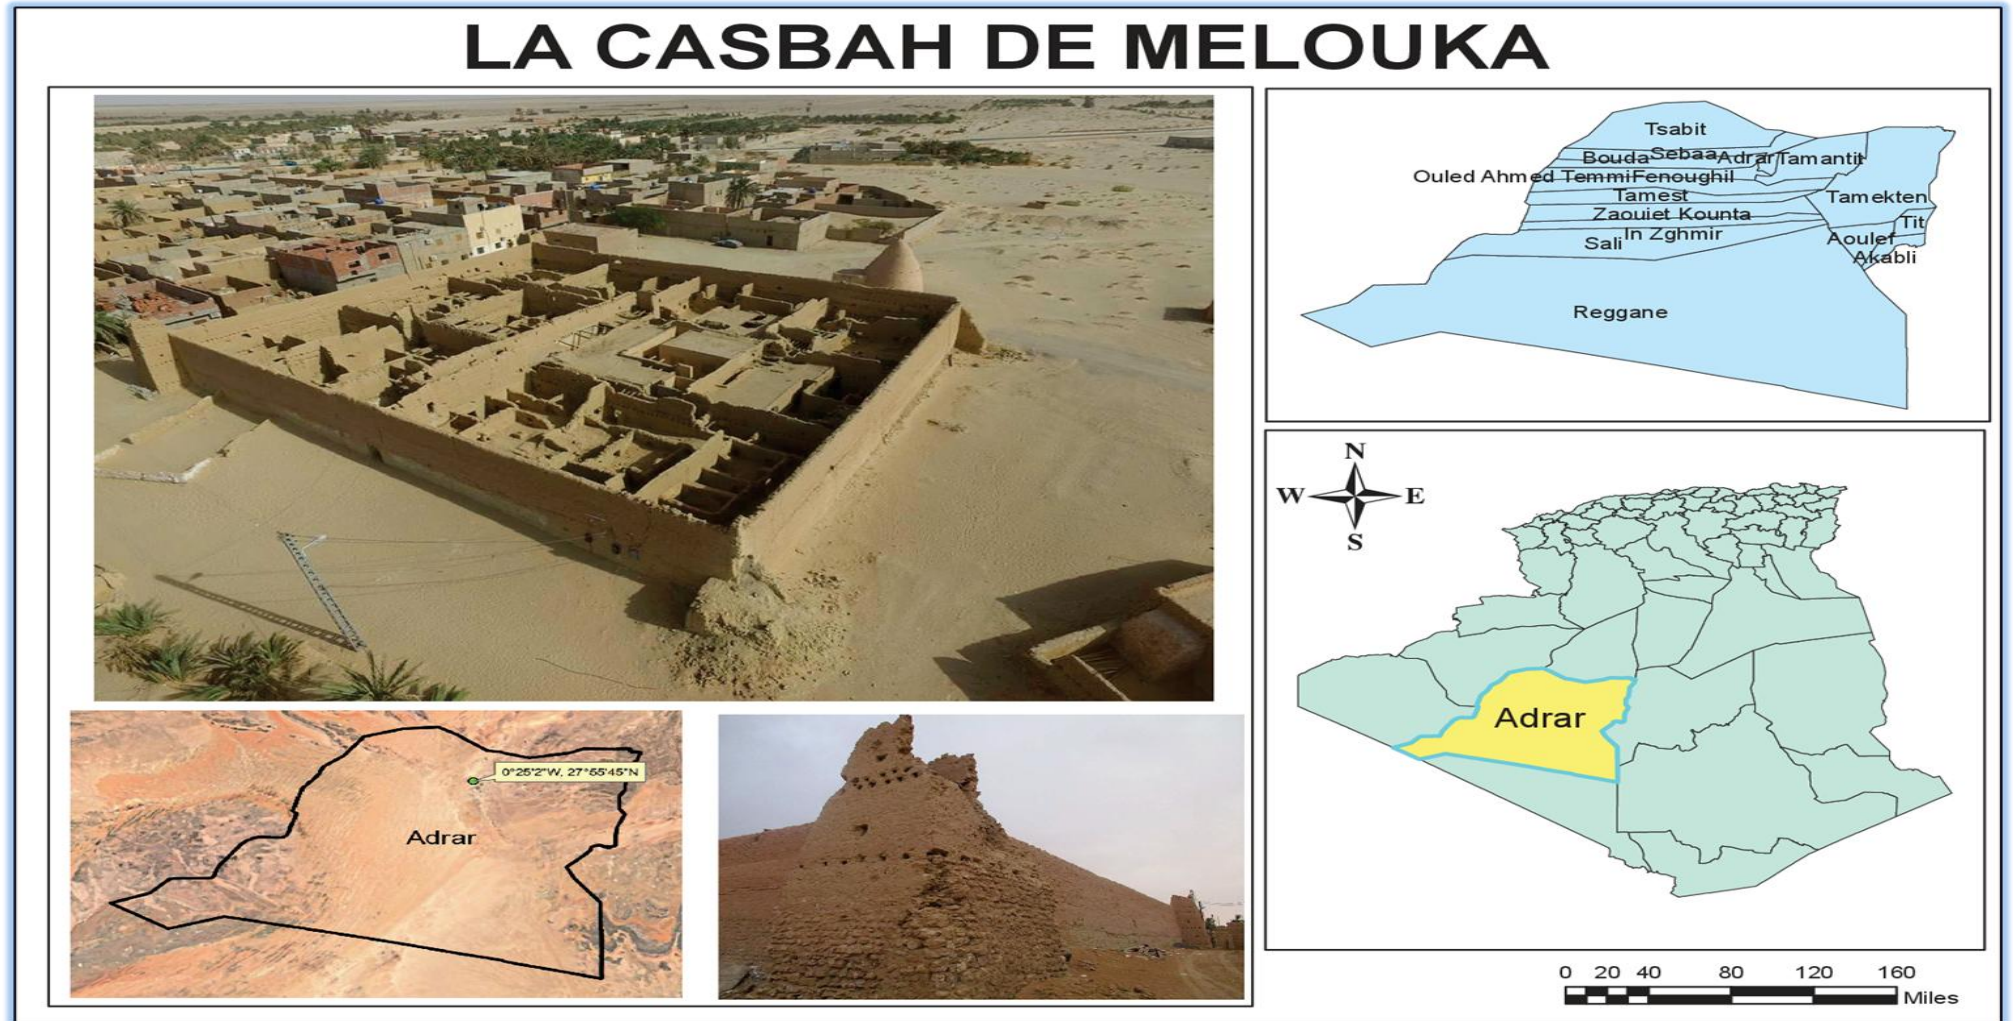 LA CASBAH DE MELOUKA
0°25'2"W, 27°55'45"N
Adrar
Tsabit
Bouda Sebaa Adrar Tamantit
Ouled Ahmed Temmi Fenoughil
Tamest
Tamekten
Zaouiet Kounta
Tit
In Zghmir
Sali
Aoulef
Akabli
Reggane
N
W E
S
Adrar
0 20 40 80 120 160
Miles